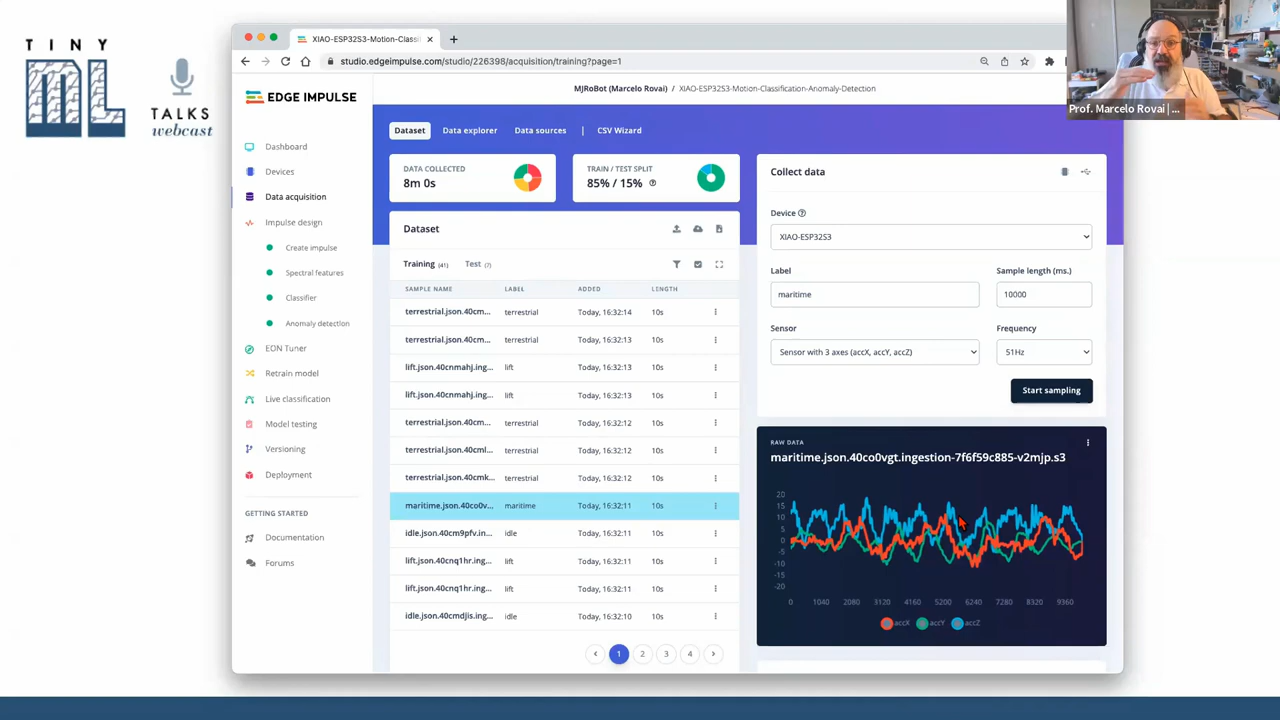 TINY
ML
TALKS
webcast
XIAO-ESP32S3-Motion-Classi
studio.edgeimpulse.com/studio/226398/acquisition/training?page=1
Prof. Marcelo Rovai | ...
EDGE IMPULSE
MJRoBot (Marcelo Rovai) / XIAO-ESP32S3-Motion-Classification-Anomaly-Detection
Dashboard
Devices
Data acquisition
Impulse design
Create impulse
Spectral features
Classifier
Anomaly detection
EON Tuner
Retrain model
Live classification
Model testing
Versioning
Deployment
GETTING STARTED
Documentation
Forums
Dataset Data explorer Data sources | CSV Wizard
DATA COLLECTED
8m 0s
TRAIN / TEST SPLIT
85% / 15%
Dataset
Training (41) Test (7)
SAMPLE NAME LABEL ADDED LENGTH
terrestrial.json.40cm... terrestrial Today, 16:32:14 10s
terrestrial.json.40cm... terrestrial Today, 16:32:13 10s
lift.json.40cnmahj.ing... lift Today, 16:32:13 10s
lift.json.40cnmahj.ing... lift Today, 16:32:13 10s
terrestrial.json.40cm... terrestrial Today, 16:32:12 10s
terrestrial.json.40cml... terrestrial Today, 16:32:12 10s
terrestrial.json.40cmk... terrestrial Today, 16:32:12 10s
maritime.json.40co0v... maritime Today, 16:32:11 10s
idle.json.40cm9pfv.in... idle Today, 16:32:11 10s
lift.json.40cnq1hr.ing... lift Today, 16:32:11 10s
lift.json.40cnq1hr.ing... lift Today, 16:32:11 10s
idle.json.40cmdjis.ing... idle Today, 16:32:10 10s
1 2 3 4
Collect data
Device
XIAO-ESP32S3
Label Sample length (ms.)
maritime 10000
Sensor Frequency
Sensor with 3 axes (accX, accY, accZ) 51Hz
Start sampling
RAW DATA
maritime.json.40co0vgt.ingestion-7f6f59c885-v2mjp.s3
20
15
10
5
0
-5
-10
-15
-20
0 1040 2080 3120 4160 5200 6240 7280 8320 9360
accX accY accZ